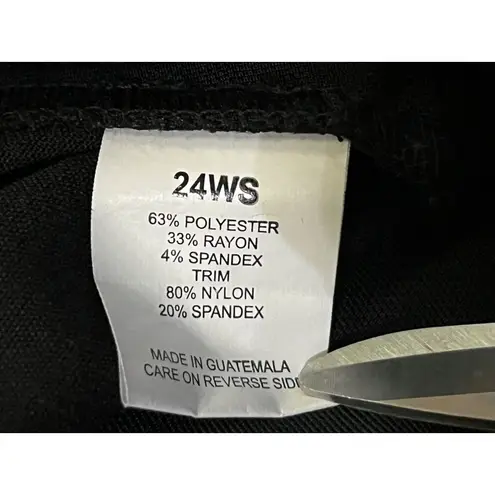 24WS
63% POLYESTER
33% RAYON
4% SPANDEX
TRIM
80% NYLON
20% SPANDEX
MADE IN GUATEMALA
CARE ON REVERSE SIDE